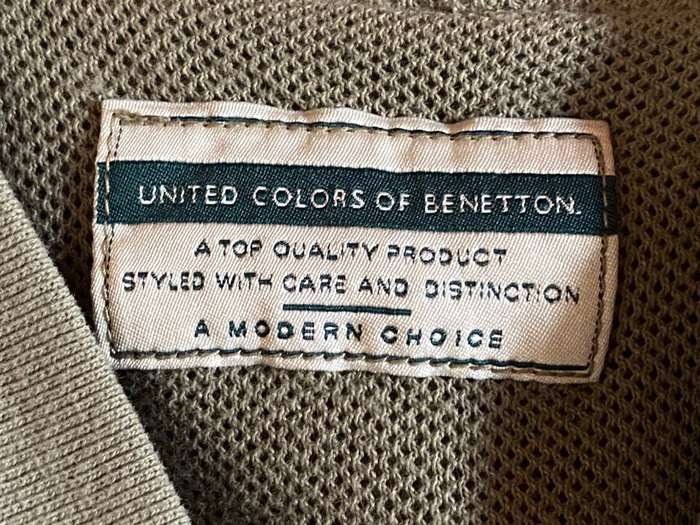 UNITED COLORS OF BENETTON.
A TOP QUALITY PRODUCT
STYLED WITH CARE AND DISTINCTION
A MODERN CHOICE